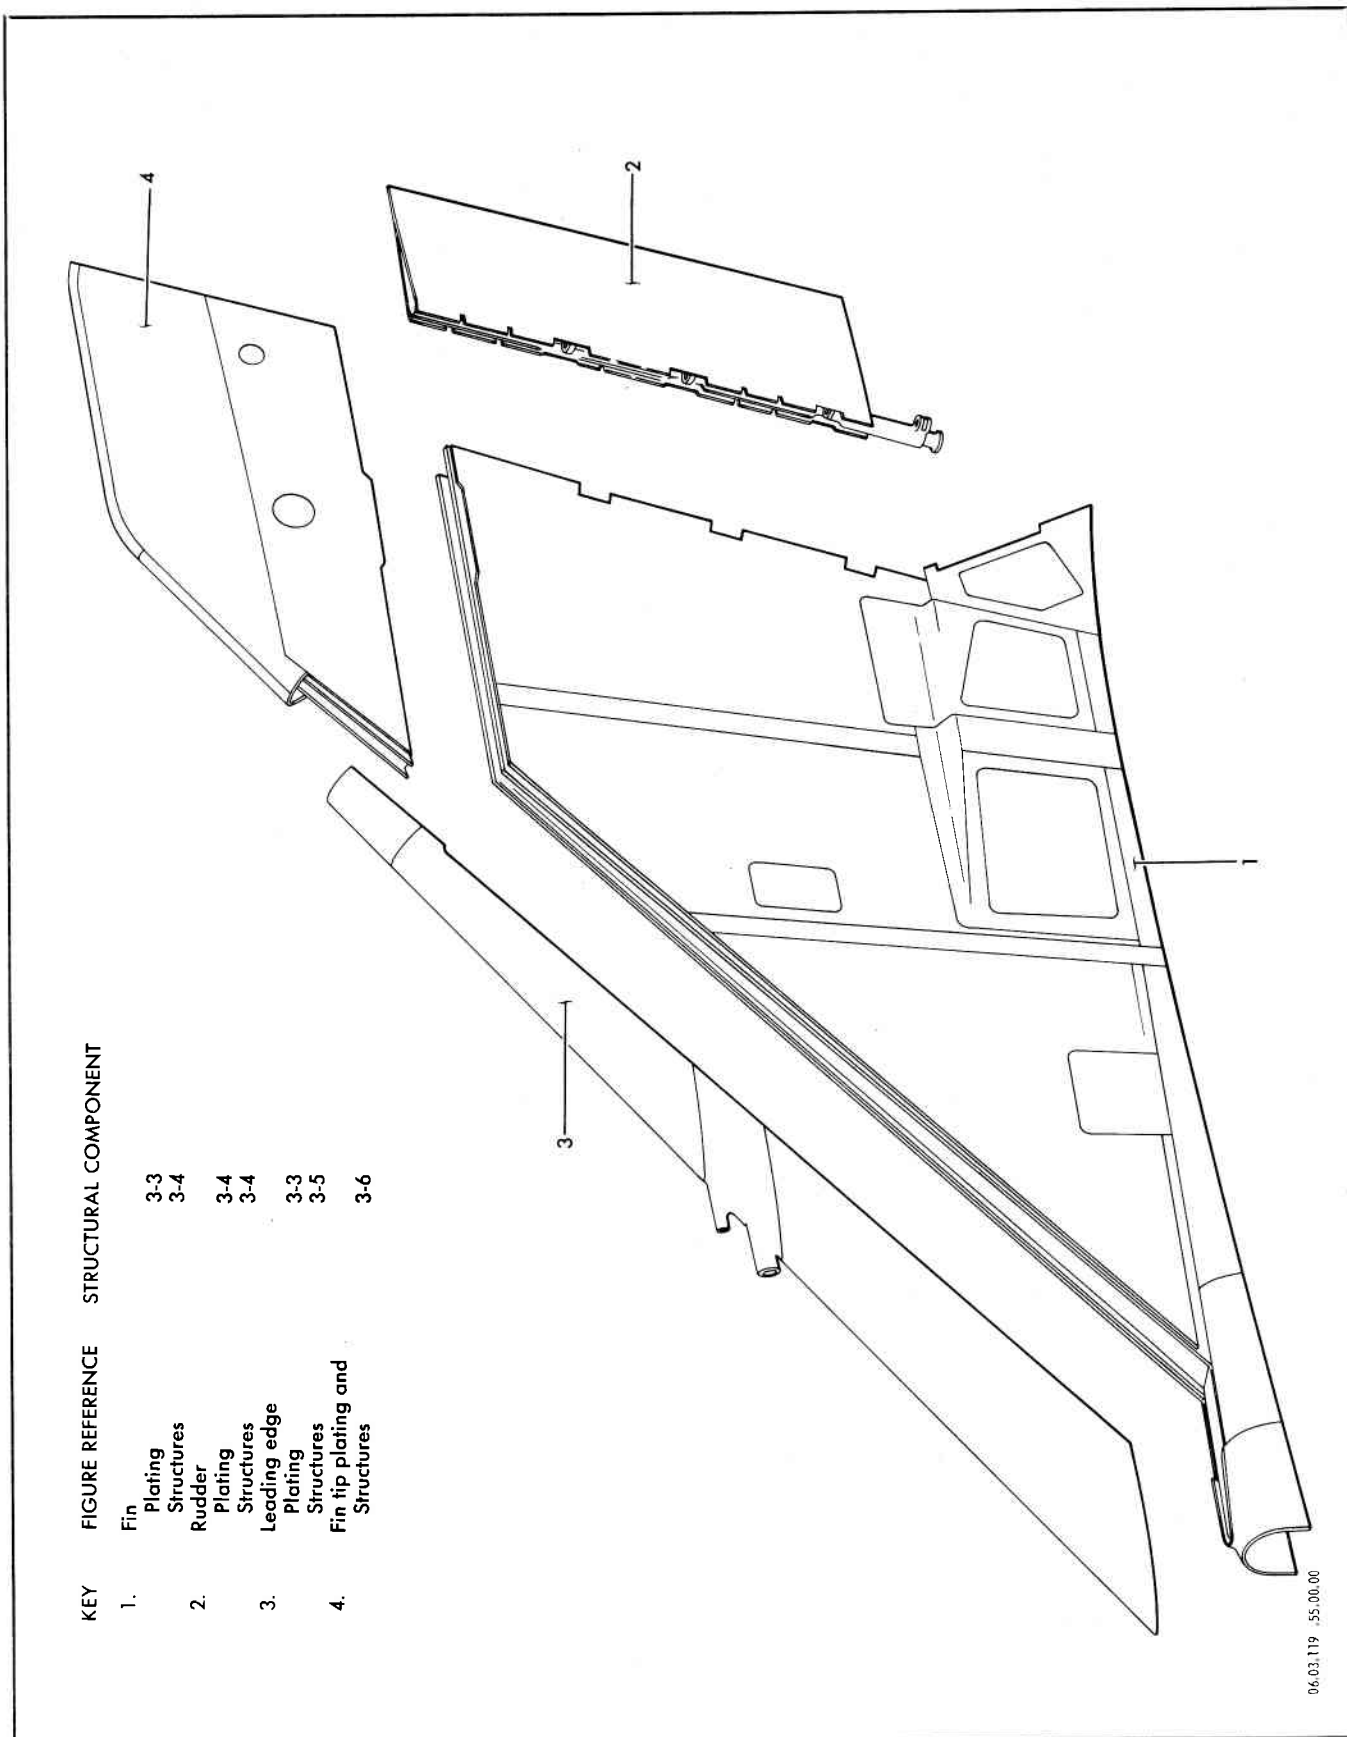 KEY FIGURE REFERENCE STRUCTURAL COMPONENT
1. Fin
Plating 3-3
Structures 3-4
2. Rudder
Plating 3-4
Structures 3-4
3. Leading edge
Plating 3-3
Structures 3-5
4. Fin tip plating and
Structures 3-6
4
2
3
1
06.03.119 .55.00.00